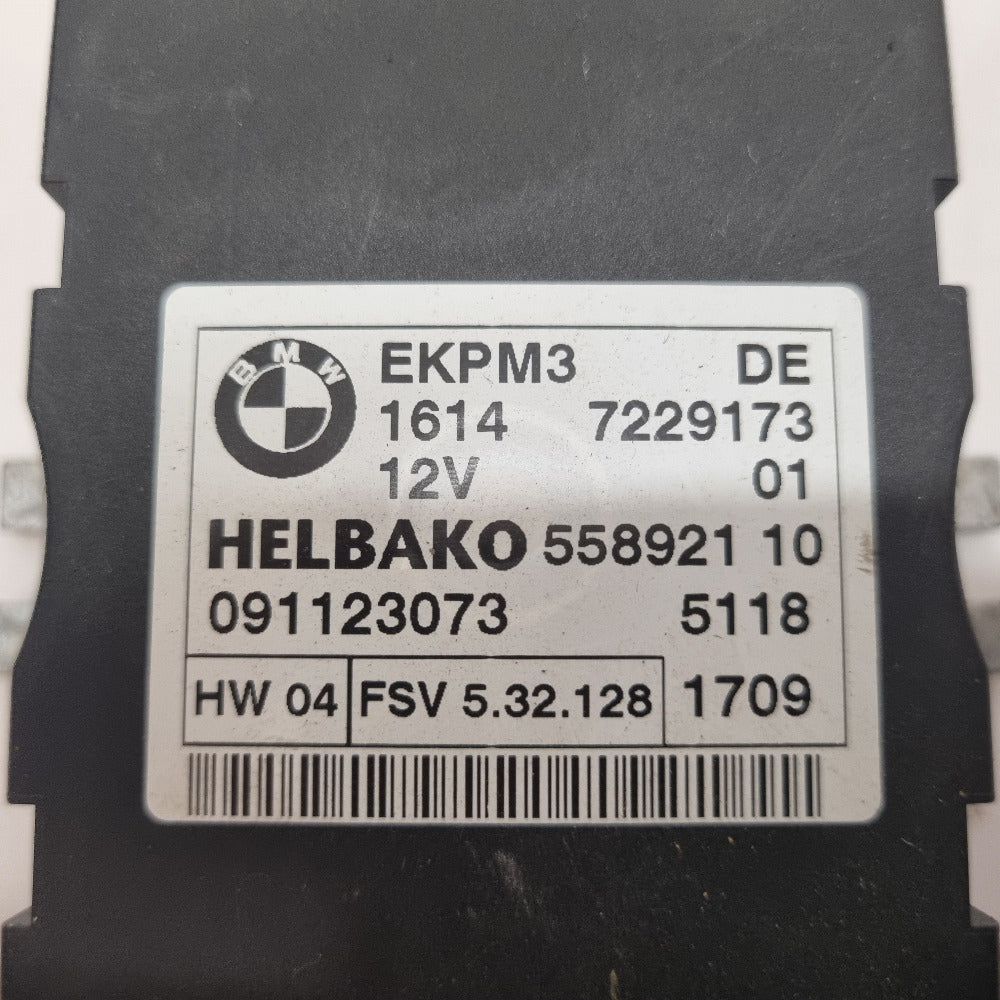 BMW EKPM3 DE
1614 7229173
12V 01
HELBAKO 558921 10
091123073 5118
HW 04 FSV 5.32.128 1709